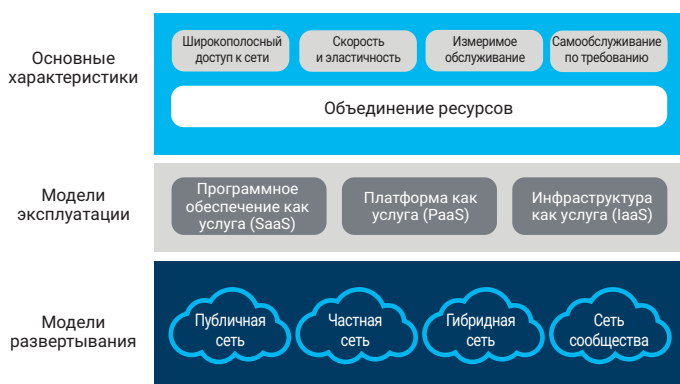 Основные
характеристики
Широкополосный
доступ к сети
Скорость
и эластичность
Измеримое
обслуживание
Самообслуживание
по требованию
Объединение ресурсов
Модели
эксплуатации
Программное
обеспечение как
услуга (SaaS)
Платформа как
услуга (PaaS)
Инфраструктура
как услуга (IaaS)
Модели
развертывания
Публичная
сеть
Частная
сеть
Гибридная
сеть
Сеть
сообщества